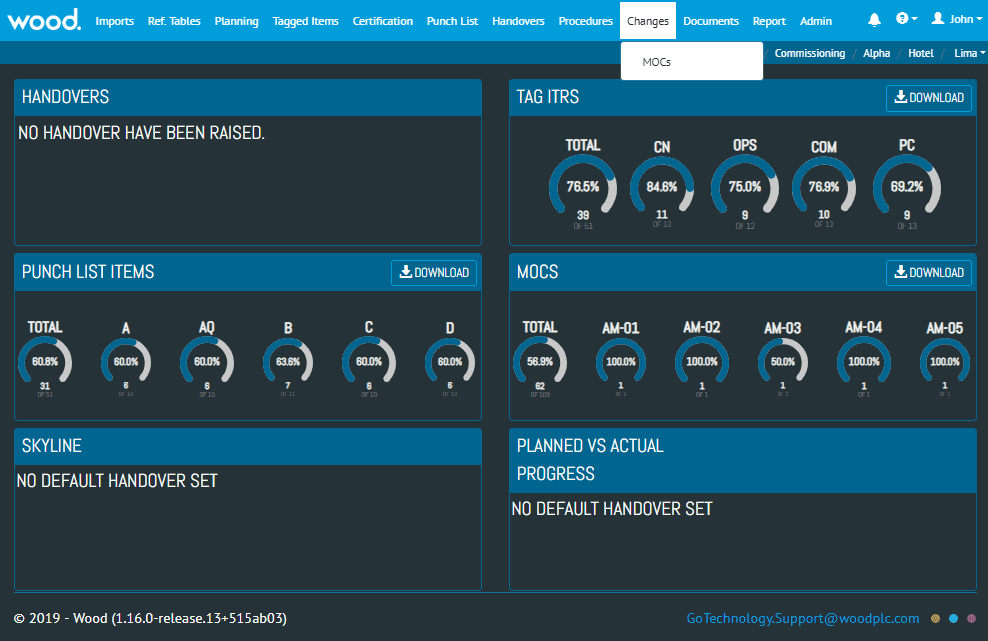 wood. Imports Ref. Tables Planning Tagged Items Certification Punch List Handovers Procedures Changes Documents Report Admin John
MOCs
Commissioning / Alpha / Hotel / Lima
HANDOVERS
NO HANDOVER HAVE BEEN RAISED.
TAG ITRS
DOWNLOAD
TOTAL CN OPS COM PC
76.5% 84.6% 75.0% 76.9% 69.2%
39 11 9 10 9
OF 51 OF 13 OF 12 OF 13 OF 13
PUNCH LIST ITEMS
DOWNLOAD
TOTAL A AQ B C D
60.8% 60.0% 60.0% 63.6% 60.0% 60.0%
31 6 6 7 6 6
OF 51 OF 10 OF 10 OF 11 OF 10 OF 10
MOCS
DOWNLOAD
TOTAL AM-01 AM-02 AM-03 AM-04 AM-05
56.9% 100.0% 100.0% 50.0% 100.0% 100.0%
62 1 1 1 1 1
OF 109 OF 1 OF 1 OF 2 OF 1 OF 1
SKYLINE
NO DEFAULT HANDOVER SET
PLANNED VS ACTUAL
PROGRESS
NO DEFAULT HANDOVER SET
© 2019 - Wood (1.16.0-release.13+515ab03)
GoTechnology.Support@woodplc.com